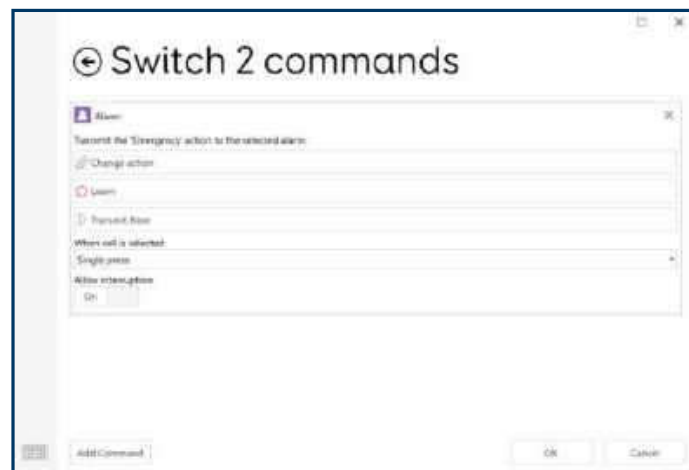 Switch 2 commands
Alarm
Transmit the 'Emergency' action to the selected alarm
Change action
Learn
Transmit Now
When cell is selected
Single press
Allow interruptions
On
Add Command
OK
Cancel